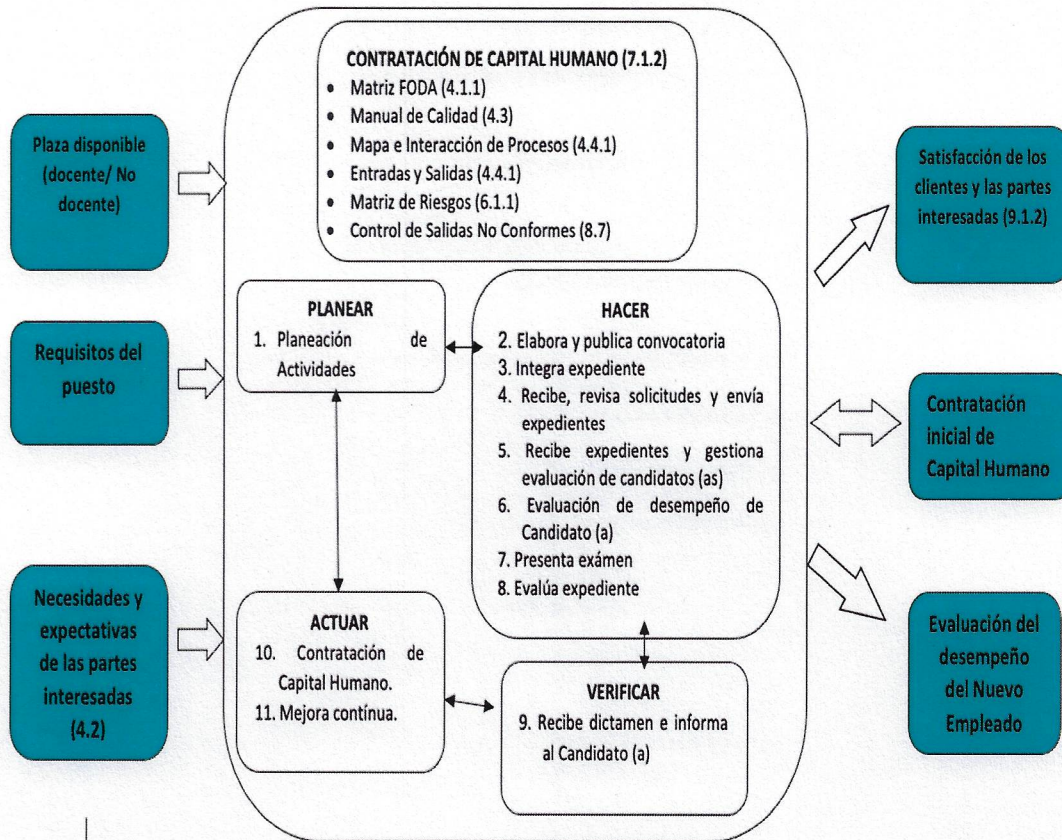 CONTRATACIÓN DE CAPITAL HUMANO (7.1.2)
• Matriz FODA (4.1.1)
• Manual de Calidad (4.3)
• Mapa e Interacción de Procesos (4.4.1)
• Entradas y Salidas (4.4.1)
• Matriz de Riesgos (6.1.1)
• Control de Salidas No Conformes (8.7)
Plaza disponible
(docente/ No
docente)
Requisitos del
puesto
Necesidades y
expectativas
de las partes
interesadas
(4.2)
PLANEAR
1. Planeación de
Actividades
HACER
2. Elabora y publica convocatoria
3. Integra expediente
4. Recibe, revisa solicitudes y envía
expedientes
5. Recibe expedientes y gestiona
evaluación de candidatos (as)
6. Evaluación de desempeño de
Candidato (a)
7. Presenta exámen
8. Evalúa expediente
ACTUAR
10. Contratación de
Capital Humano.
11. Mejora contínua.
VERIFICAR
9. Recibe dictamen e informa
al Candidato (a)
Satisfacción de los
clientes y las partes
interesadas (9.1.2)
Contratación
inicial de
Capital Humano
Evaluación del
desempeño
del Nuevo
Empleado